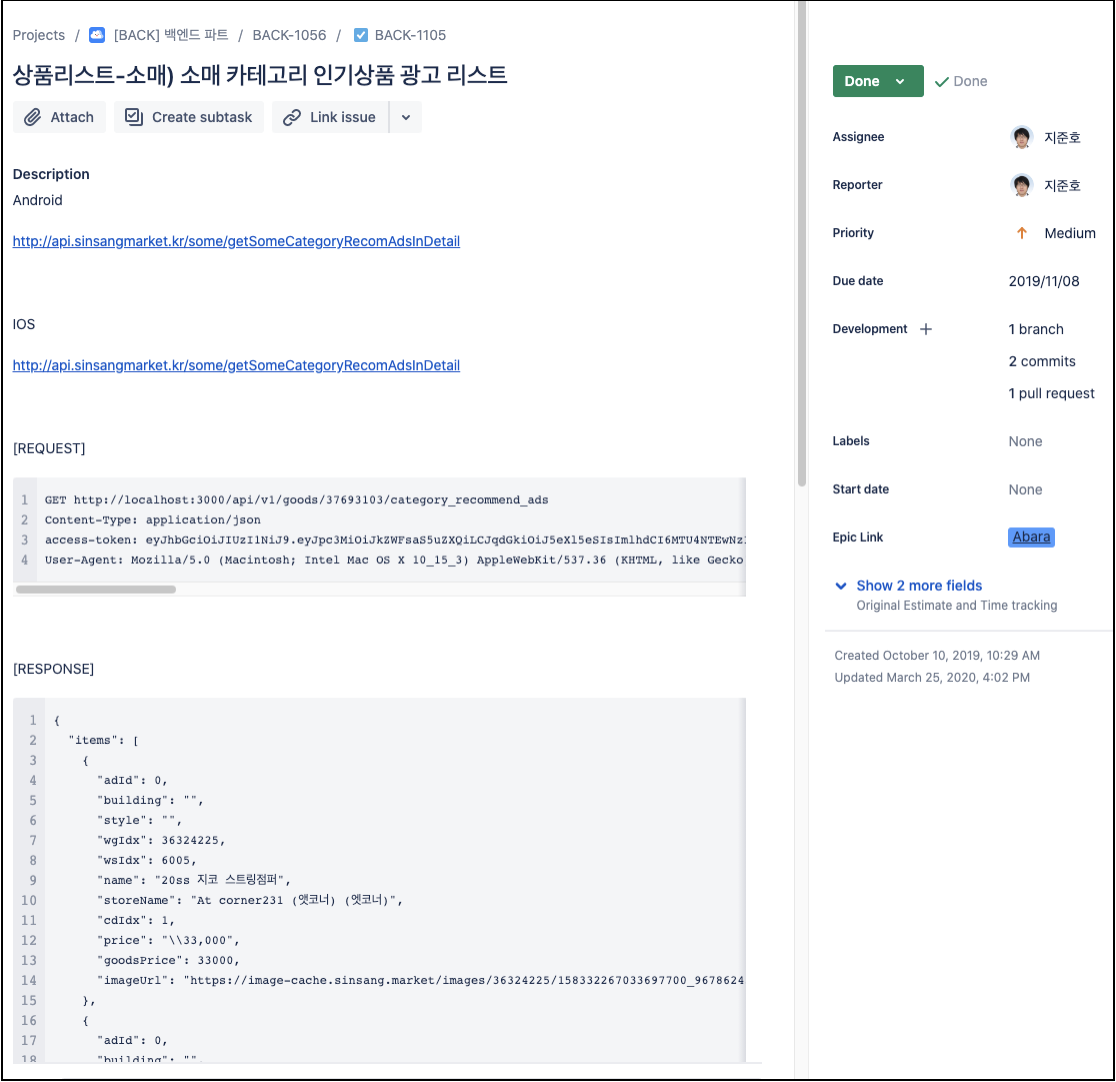 Projects / [BACK] 백엔드 파트 / BACK-1056 / BACK-1105
상품리스트-소매) 소매 카테고리 인기상품 광고 리스트
Attach Create subtask Link issue
Description
Android
http://api.sinsangmarket.kr/some/getSomeCategoryRecomAdsInDetail
IOS
http://api.sinsangmarket.kr/some/getSomeCategoryRecomAdsInDetail
[REQUEST]
1 GET http://localhost:3000/api/v1/goods/37693103/category_recommend_ads
2 Content-Type: application/json
3 access-token:
4 User-Agent: Mozilla/5.0 (Macintosh; Intel Mac OS X 10_15_3) AppleWebKit/537.36 (KHTML, like Gecko
[RESPONSE]
1 {
2 "items": [
3 {
4 "adId": 0,
5 "building": "",
6 "style": "",
7 "wgIdx": 36324225,
8 "wsIdx": 6005,
9 "name": "20ss 지코 스트링점퍼",
10 "storeName": "At corner231 (앳코너) (엣코너)",
11 "cdIdx": 1,
12 "price": "\\33,000",
13 "goodsPrice": 33000,
14 "imageUrl": "https://image-cache.sinsang.market/images/36324225/158332267033697700_9678624
15 },
16 {
17 "adId": 0,
18 "building": "",
Done Done
Assignee 지준호
Reporter 지준호
Priority Medium
Due date 2019/11/08
Development 1 branch
2 commits
1 pull request
Labels None
Start date None
Epic Link Abara
Show 2 more fields
Original Estimate and Time tracking
Created October 10, 2019, 10:29 AM
Updated March 25, 2020, 4:02 PM